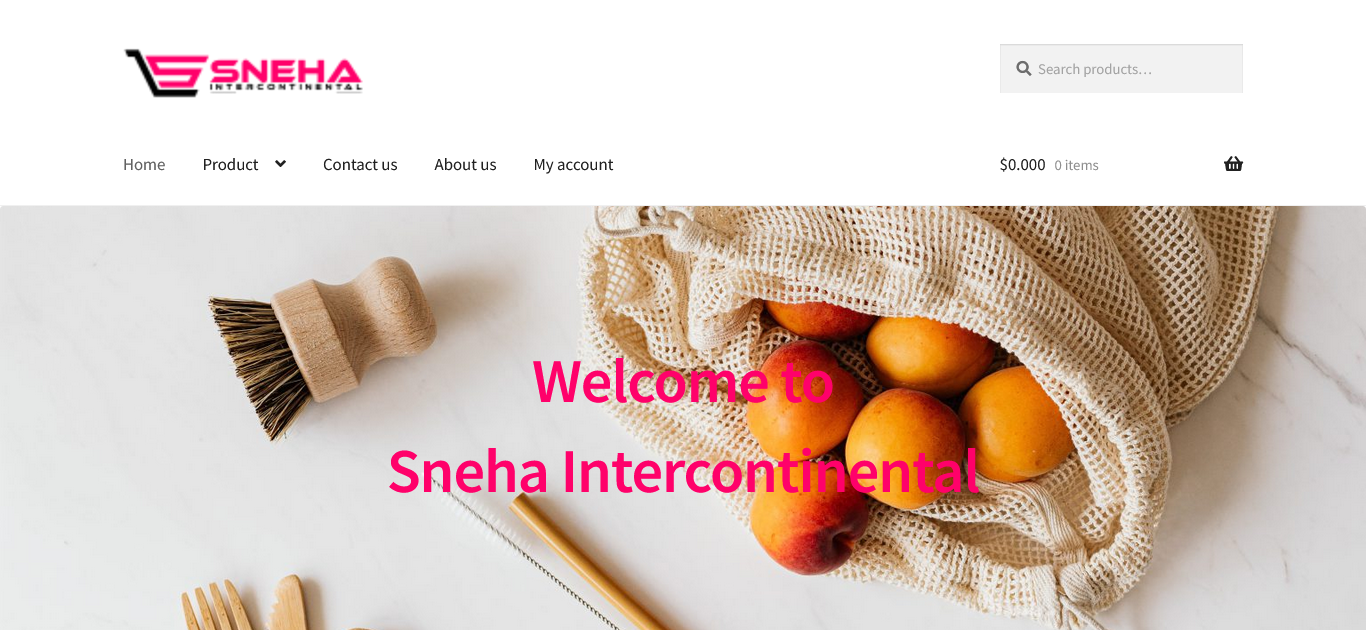 SNEHA
INTERCONTINENTAL
Search products…
Home Product Contact us About us My account
$0.000 0 items
Welcome to
Sneha Intercontinental